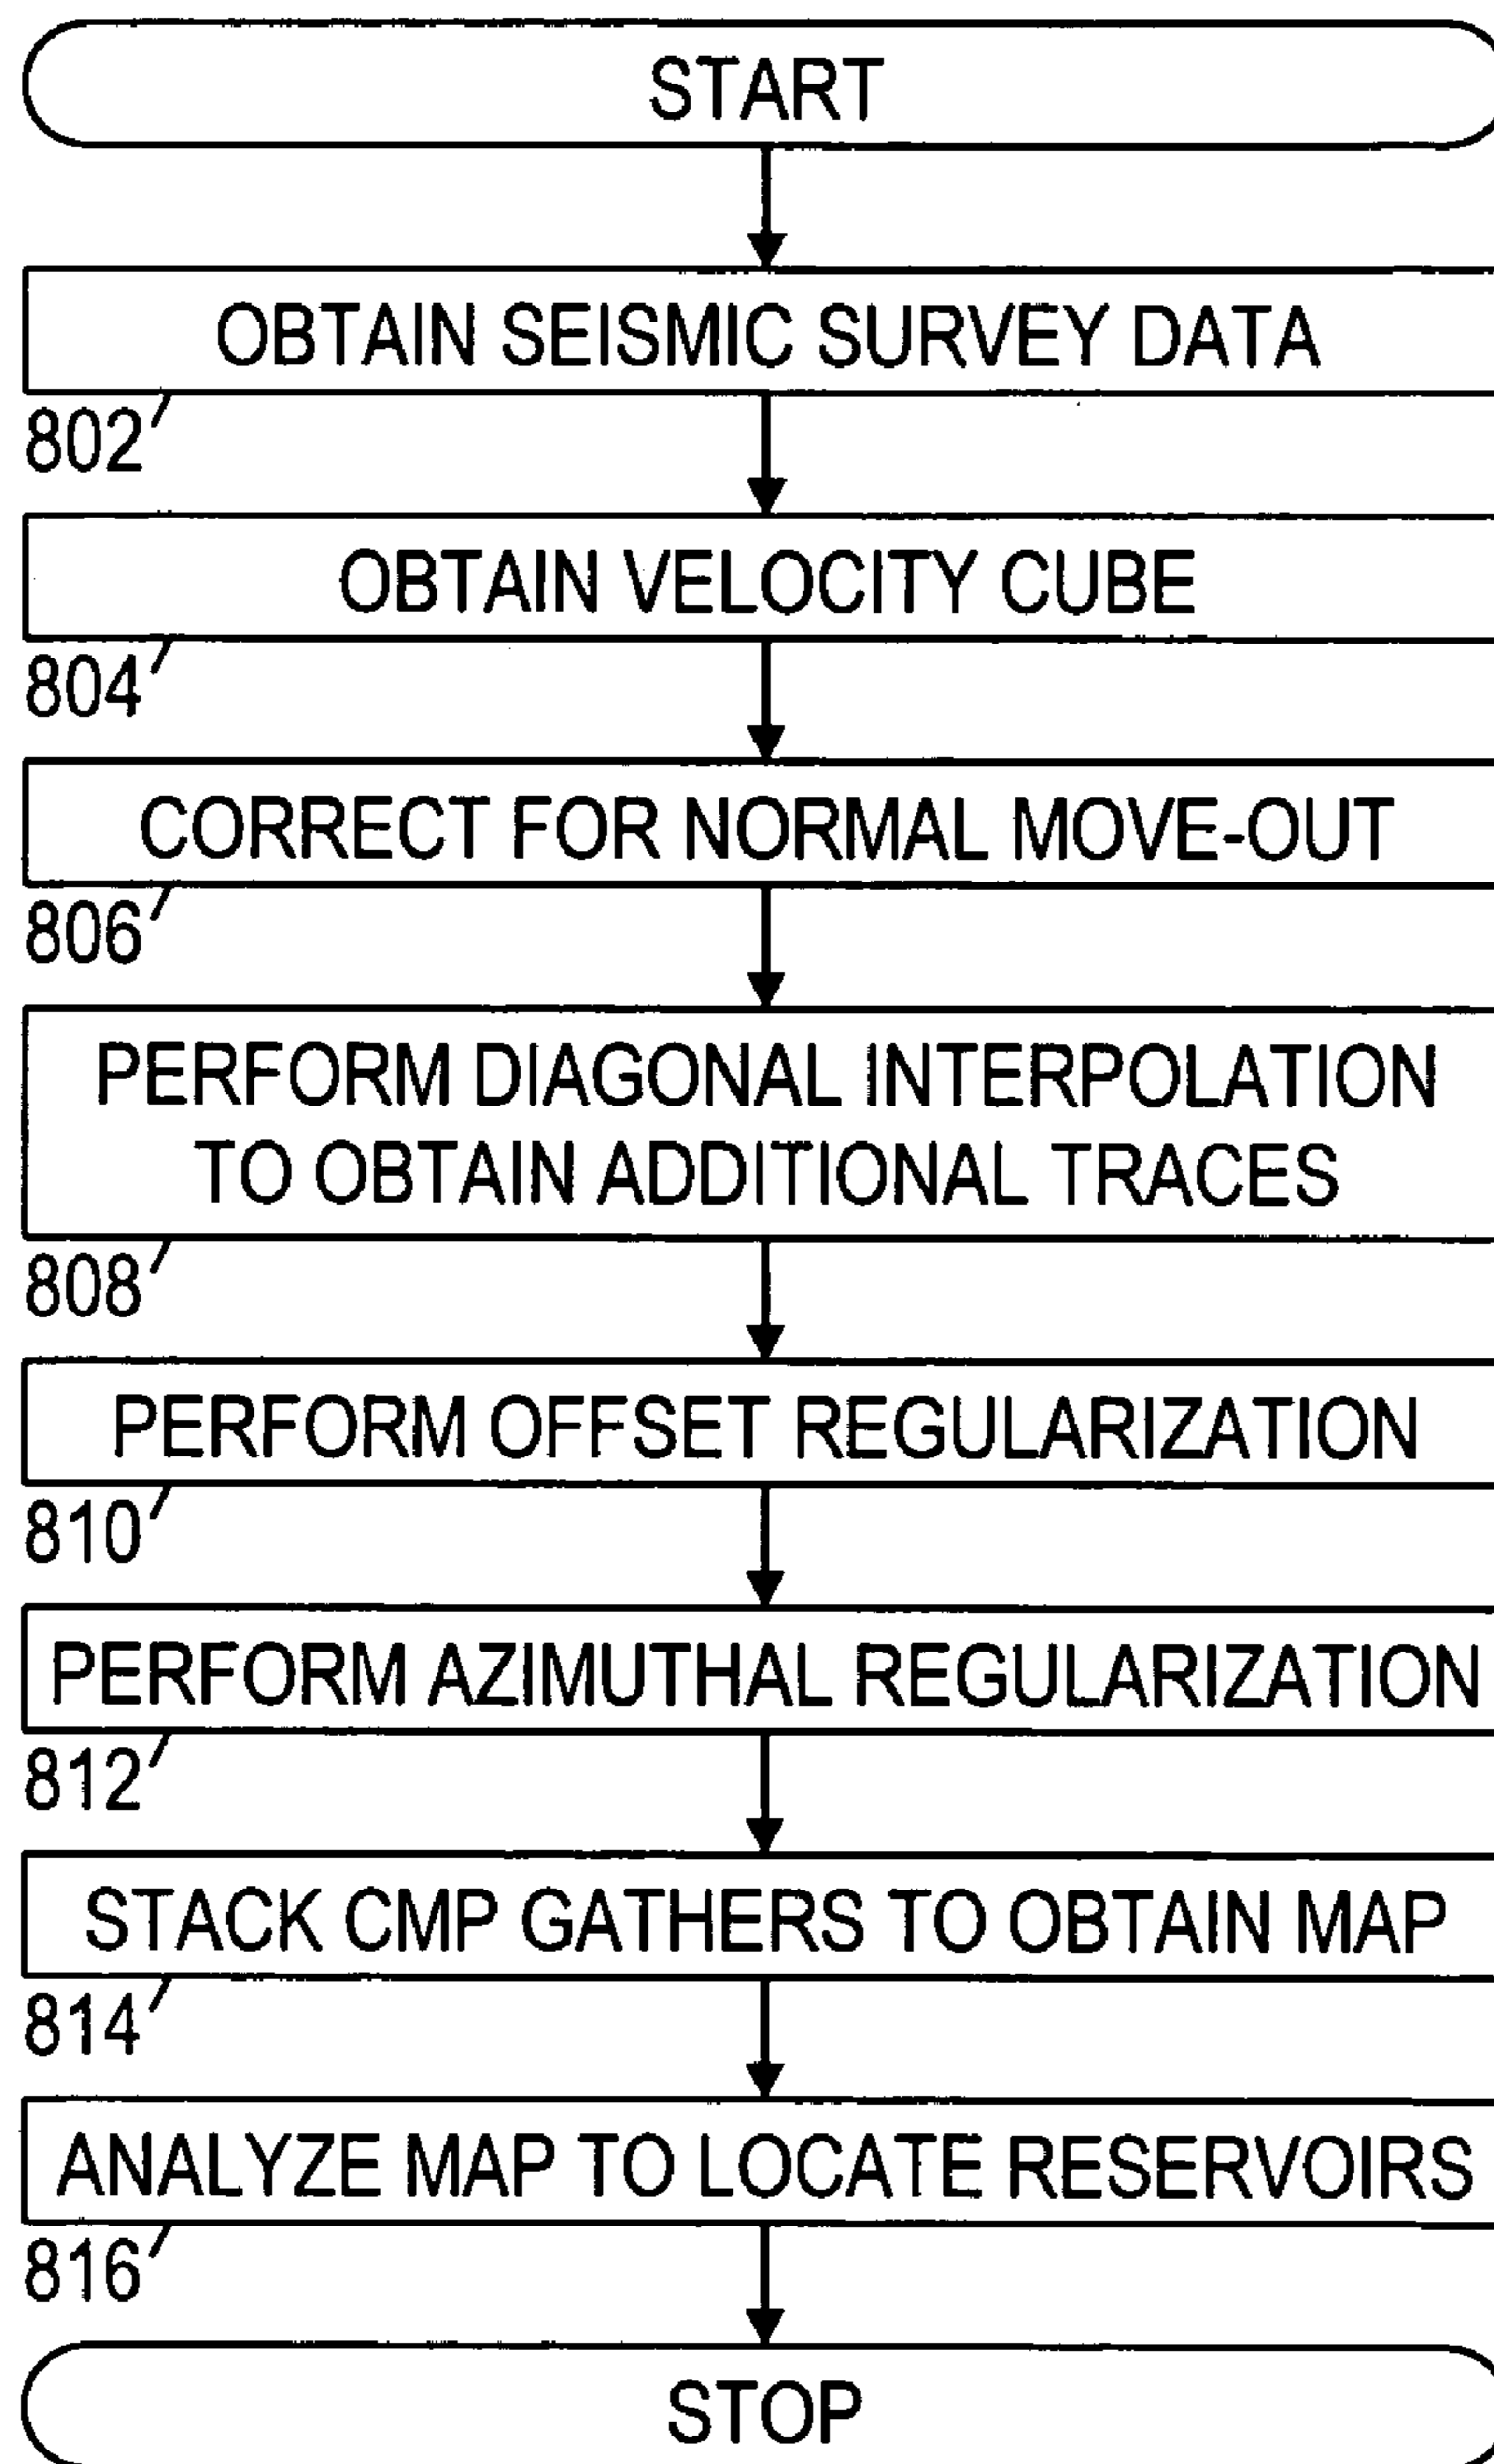 START
OBTAIN SEISMIC SURVEY DATA
802
OBTAIN VELOCITY CUBE
804
CORRECT FOR NORMAL MOVE-OUT
806
PERFORM DIAGONAL INTERPOLATION
TO OBTAIN ADDITIONAL TRACES
808
PERFORM OFFSET REGULARIZATION
810
PERFORM AZIMUTHAL REGULARIZATION
812
STACK CMP GATHERS TO OBTAIN MAP
814
ANALYZE MAP TO LOCATE RESERVOIRS
816
STOP